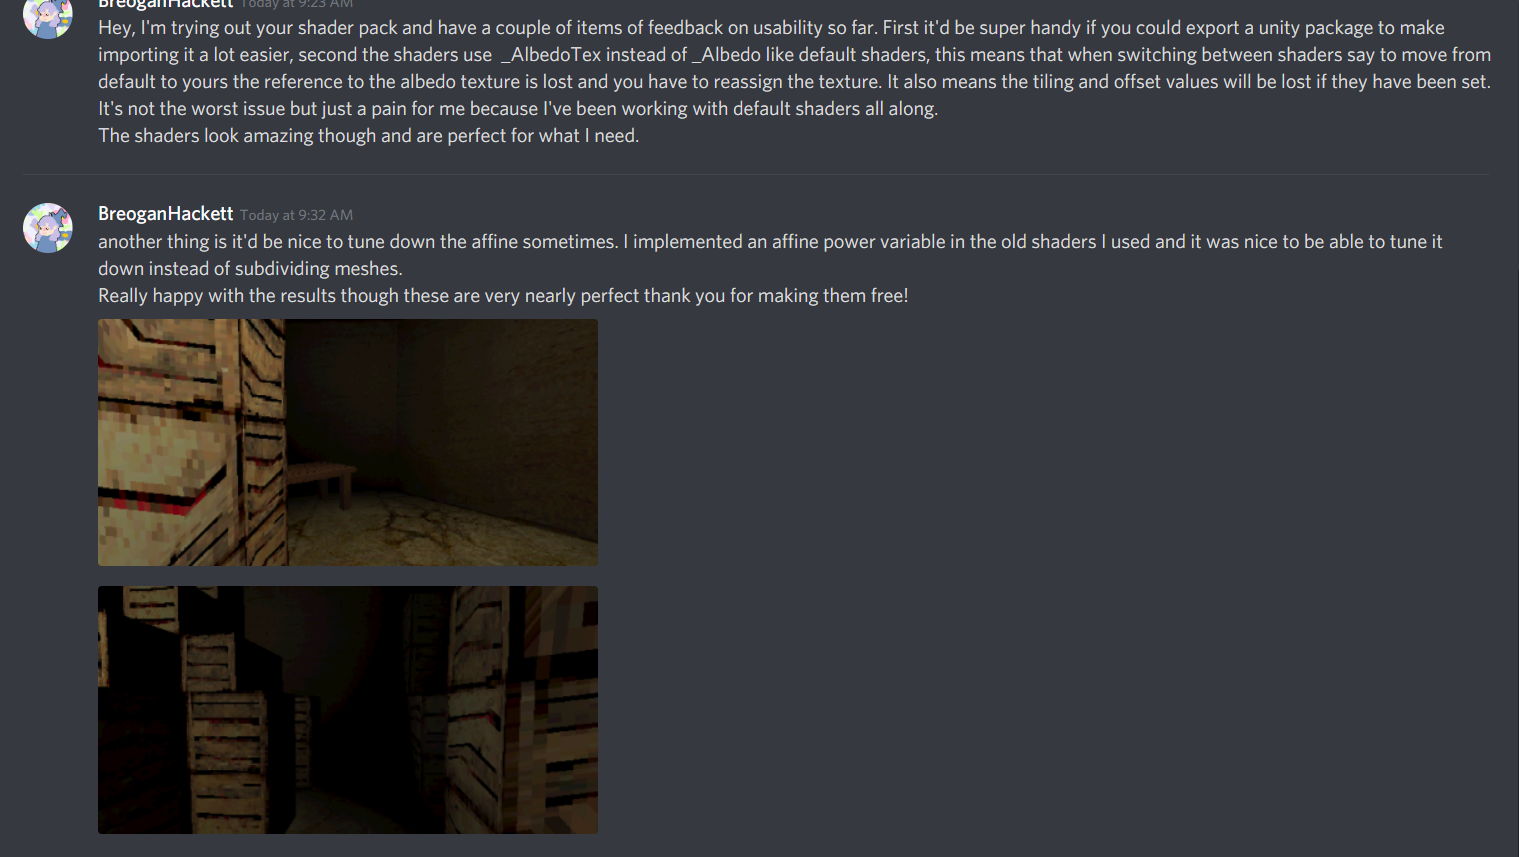 BreoganHackett Today at 9:23 AM
Hey, I'm trying out your shader pack and have a couple of items of feedback on usability so far. First it'd be super handy if you could export a unity package to make
importing it a lot easier, second the shaders use _AlbedoTex instead of _Albedo like default shaders, this means that when switching between shaders say to move from
default to yours the reference to the albedo texture is lost and you have to reassign the texture. It also means the tiling and offset values will be lost if they have been set.
It's not the worst issue but just a pain for me because I've been working with default shaders all along.
The shaders look amazing though and are perfect for what I need.
BreoganHackett Today at 9:32 AM
another thing is it'd be nice to tune down the affine sometimes. I implemented an affine power variable in the old shaders I used and it was nice to be able to tune it
down instead of subdividing meshes.
Really happy with the results though these are very nearly perfect thank you for making them free!